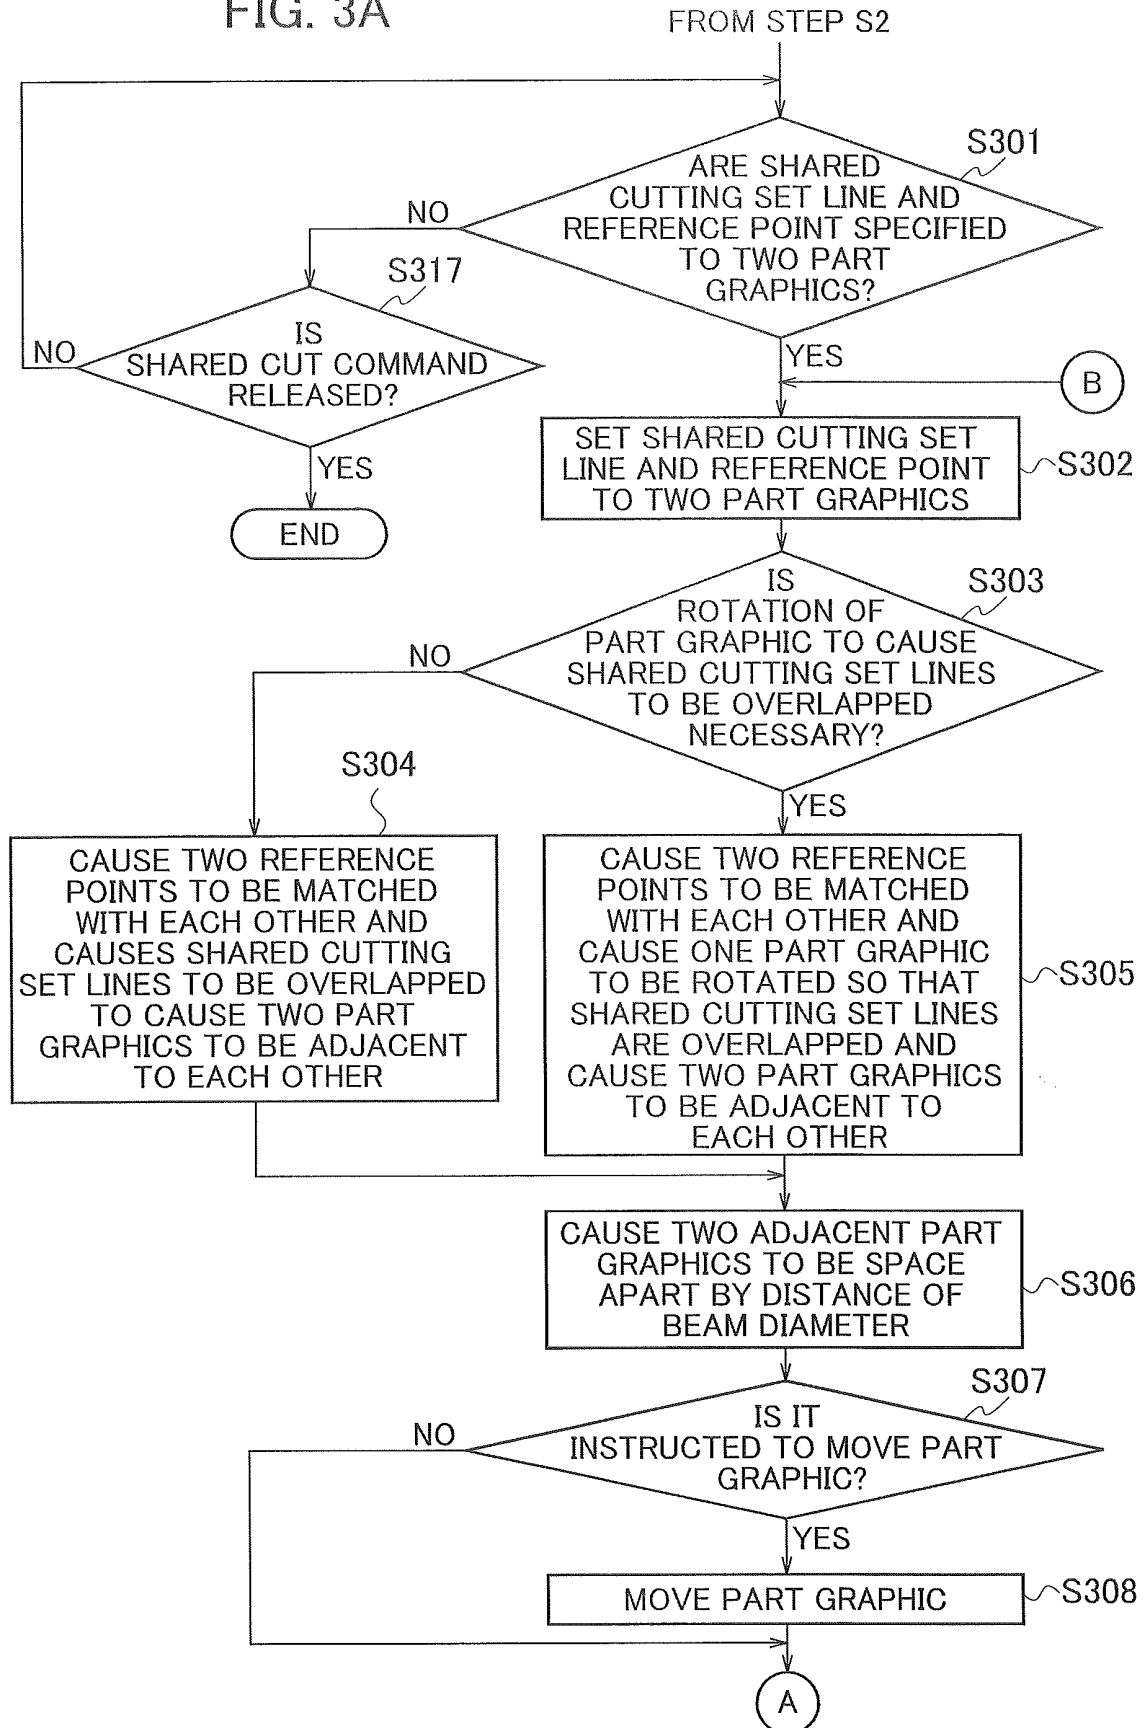 FIG. 3A
FROM STEP S2
S301
ARE SHARED
CUTTING SET LINE AND
REFERENCE POINT SPECIFIED
TO TWO PART
GRAPHICS?
NO
S317
IS
SHARED CUT COMMAND
RELEASED?
NO
YES
END
YES
B
SET SHARED CUTTING SET
LINE AND REFERENCE POINT
TO TWO PART GRAPHICS
S302
IS
ROTATION OF
PART GRAPHIC TO CAUSE
SHARED CUTTING SET LINES
TO BE OVERLAPPED
NECESSARY?
S303
NO
YES
S304
CAUSE TWO REFERENCE
POINTS TO BE MATCHED
WITH EACH OTHER AND
CAUSES SHARED CUTTING
SET LINES TO BE OVERLAPPED
TO CAUSE TWO PART
GRAPHICS TO BE ADJACENT
TO EACH OTHER
CAUSE TWO REFERENCE
POINTS TO BE MATCHED
WITH EACH OTHER AND
CAUSE ONE PART GRAPHIC
TO BE ROTATED SO THAT
SHARED CUTTING SET LINES
ARE OVERLAPPED AND
CAUSE TWO PART GRAPHICS
TO BE ADJACENT TO
EACH OTHER
S305
CAUSE TWO ADJACENT PART
GRAPHICS TO BE SPACE
APART BY DISTANCE OF
BEAM DIAMETER
S306
S307
IS IT
INSTRUCTED TO MOVE PART
GRAPHIC?
NO
YES
MOVE PART GRAPHIC
S308
A